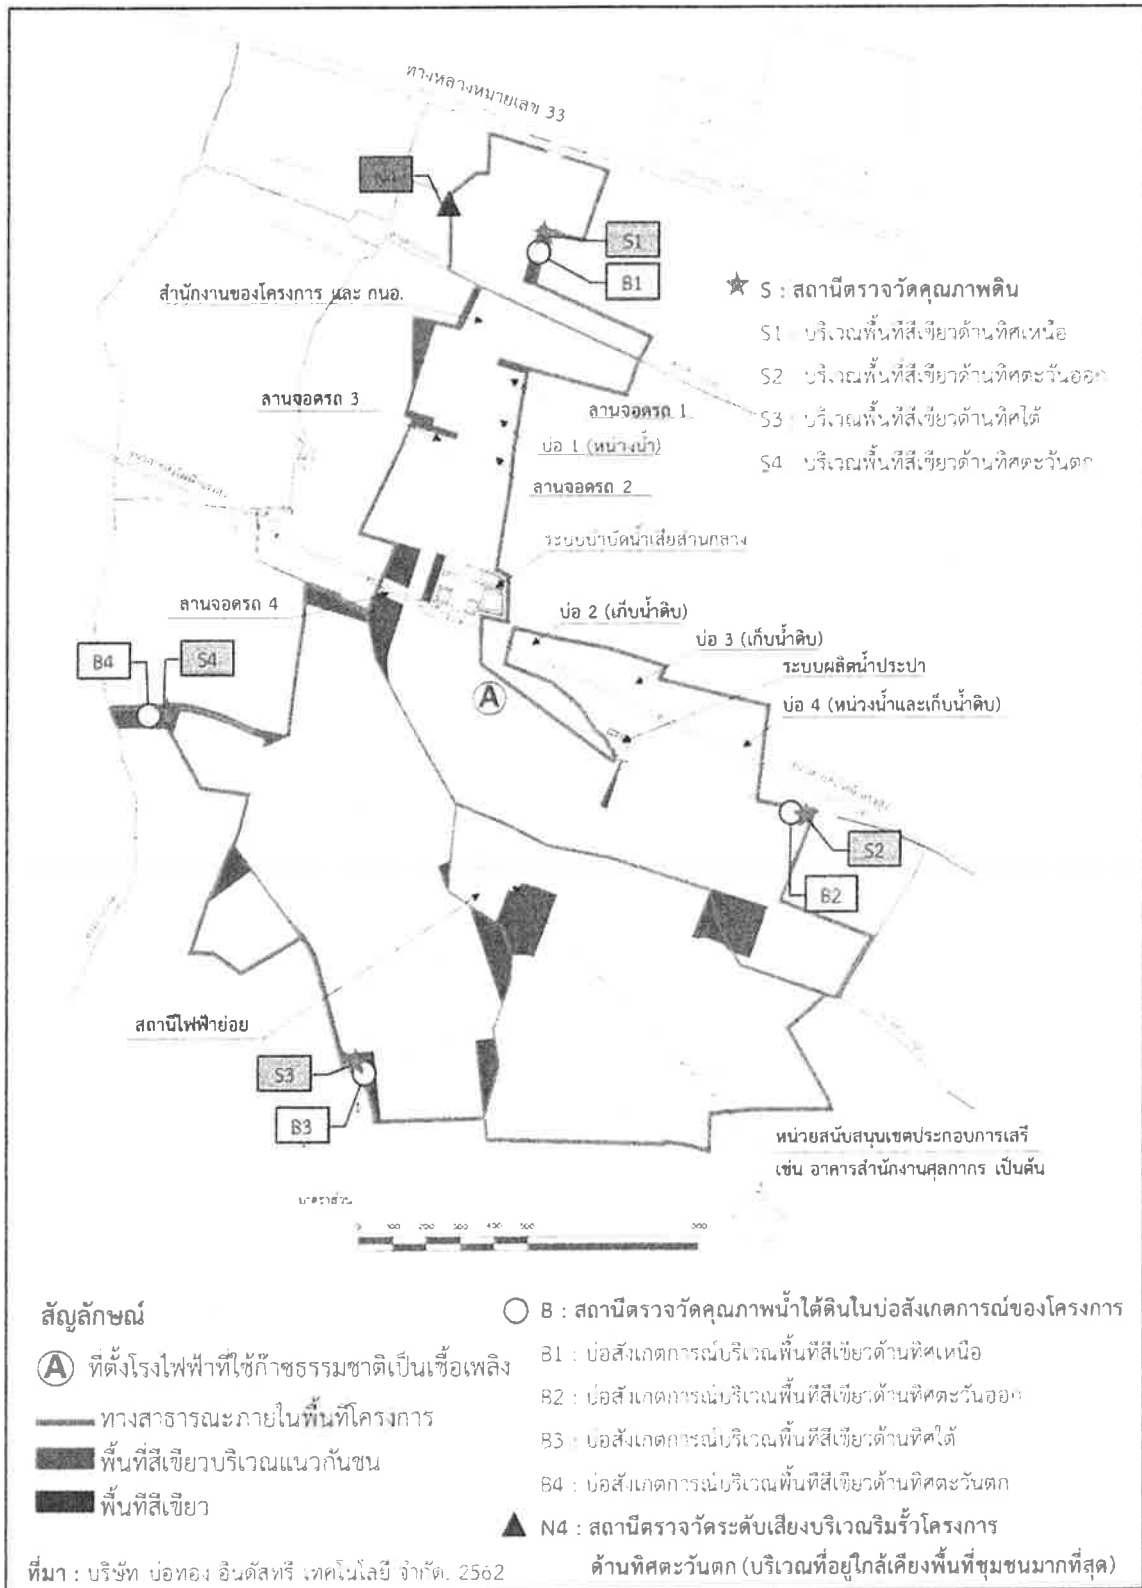 ทางหลวงหมายเลข 33
N4
S1
B1
สำนักงานของโครงการ และ กนอ.
★ S : สถานีตรวจวัดคุณภาพดิน
S1 : บริเวณพื้นที่สีเขียวด้านทิศเหนือ
S2 : บริเวณพื้นที่สีเขียวด้านทิศตะวันออก
S3 : บริเวณพื้นที่สีเขียวด้านทิศใต้
S4 : บริเวณพื้นที่สีเขียวด้านทิศตะวันตก
ลานจอดรถ 3
ลานจอดรถ 1
บ่อ 1 (หน่วงน้ำ)
ลานจอดรถ 2
ระบบบำบัดน้ำเสียส่วนกลาง
ลานจอดรถ 4
บ่อ 2 (เก็บน้ำดิบ)
บ่อ 3 (เก็บน้ำดิบ)
ระบบผลิตน้ำประปา
บ่อ 4 (หน่วงน้ำและเก็บน้ำดิบ)
B4
S4
A
S2
B2
สถานีไฟฟ้าย่อย
S3
B3
หน่วยสนับสนุนเขตประกอบการเสรี
เช่น อาคารสำนักงานศุลกากร เป็นต้น
มาตราส่วน
0 100 200 300 400 500
สัญลักษณ์
A ที่ตั้งโรงไฟฟ้าที่ใช้ก๊าซธรรมชาติเป็นเชื้อเพลิง
ทางสาธารณะภายในพื้นที่โครงการ
พื้นที่สีเขียวบริเวณแนวกันชน
พื้นที่สีเขียว
B : สถานีตรวจวัดคุณภาพน้ำใต้ดินในบ่อสังเกตการณ์ของโครงการ
B1 : บ่อสังเกตการณ์บริเวณพื้นที่สีเขียวด้านทิศเหนือ
B2 : บ่อสังเกตการณ์บริเวณพื้นที่สีเขียวด้านทิศตะวันออก
B3 : บ่อสังเกตการณ์บริเวณพื้นที่สีเขียวด้านทิศใต้
B4 : บ่อสังเกตการณ์บริเวณพื้นที่สีเขียวด้านทิศตะวันตก
▲ N4 : สถานีตรวจวัดระดับเสียงบริเวณริมรั้วโครงการ
ด้านทิศตะวันตก (บริเวณที่อยู่ใกล้เคียงพื้นที่ชุมชนมากที่สุด)
ที่มา : บริษัท บ่อทอง อินดัสทรี เทคโนโลยี จำกัด, 2562